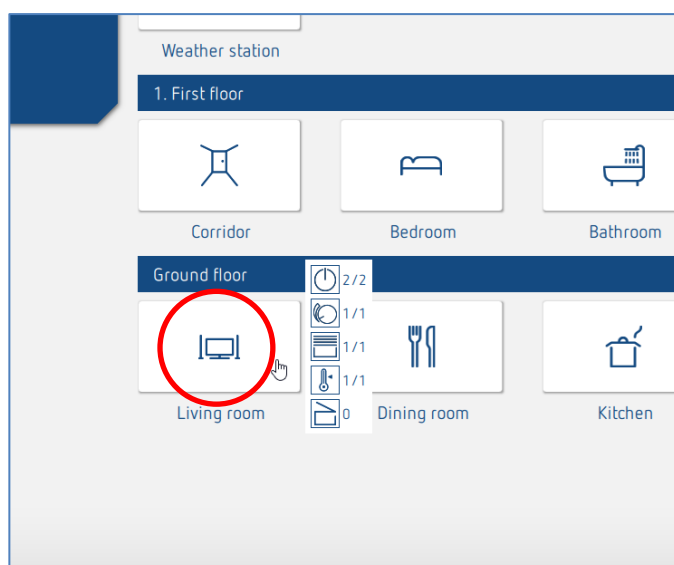 Weather station
1. First floor
Corridor Bedroom Bathroom
Ground floor
2/2
1/1
1/1
1/1
0
Living room Dining room Kitchen